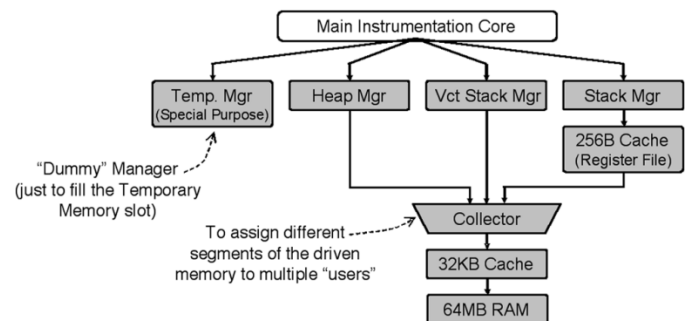 Main Instrumentation Core
Temp. Mgr
(Special Purpose)
Heap Mgr
Vct Stack Mgr
Stack Mgr
256B Cache
(Register File)
“Dummy” Manager
(just to fill the Temporary
Memory slot)
Collector
To assign different
segments of the driven
memory to multiple “users”
32KB Cache
64MB RAM